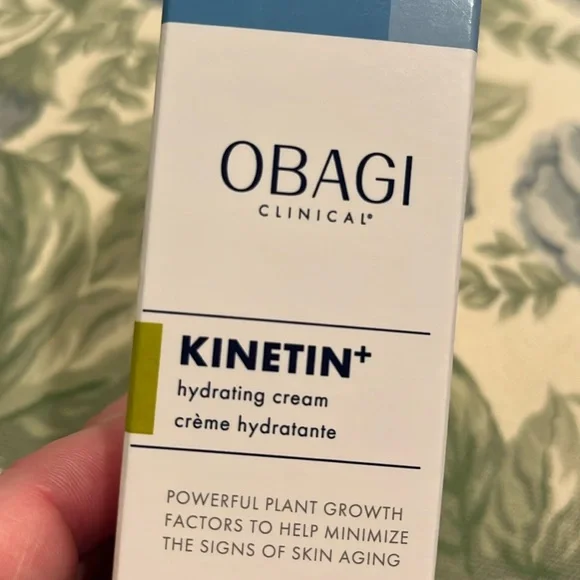 OBAGI
CLINICAL®
KINETIN+
hydrating cream
crème hydratante
POWERFUL PLANT GROWTH
FACTORS TO HELP MINIMIZE
THE SIGNS OF SKIN AGING